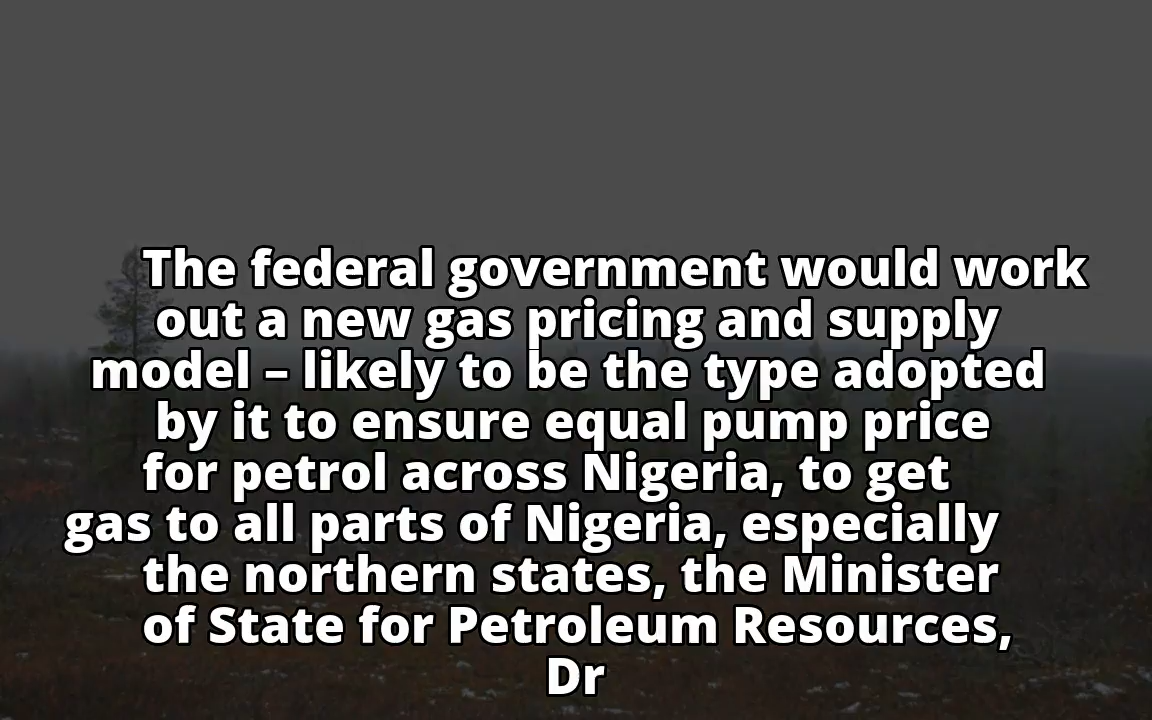 The federal government would work
out a new gas pricing and supply
model – likely to be the type adopted
by it to ensure equal pump price
for petrol across Nigeria, to get
gas to all parts of Nigeria, especially
the northern states, the Minister
of State for Petroleum Resources,
Dr